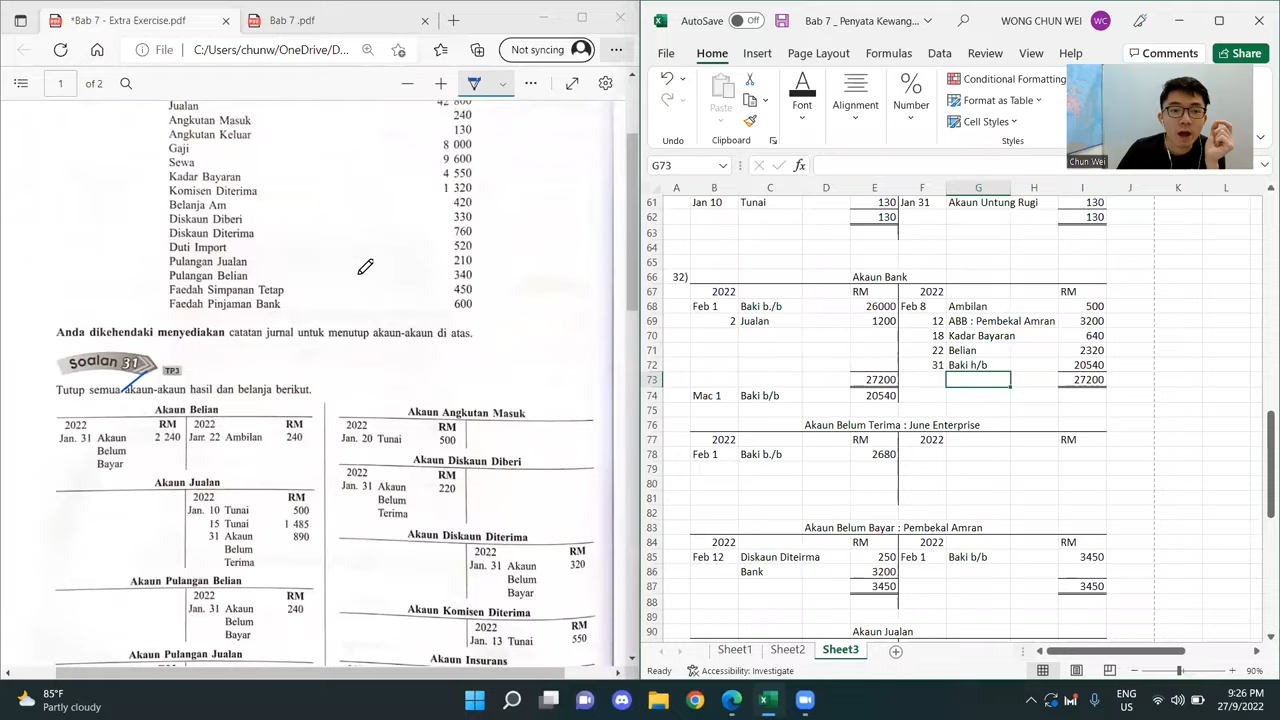 *Bab 7 - Extra Exercise.pdf
Bab 7 .pdf
File
C:/Users/chunw/OneDrive/D...
Not syncing
1
of 2
Jualan 42 800
Angkutan Masuk 240
Angkutan Keluar 130
Gaji 8 000
Sewa 9 600
Kadar Bayaran 4 550
Komisen Diterima 1 320
Belanja Am 420
Diskaun Diberi 330
Diskaun Diterima 760
Duti Import 520
Pulangan Jualan 210
Pulangan Belian 340
Faedah Simpanan Tetap 450
Faedah Pinjaman Bank 600
Anda dikehendaki menyediakan catatan jurnal untuk menutup akaun-akaun di atas.
Soalan 31
TP3
Tutup semua akaun-akaun hasil dan belanja berikut.
Akaun Belian
2022 RM 2022 RM
Jan. 31 Akaun 2 240 Jan. 22 Ambilan 240
Belum
Bayar
Akaun Jualan
2022 RM
Jan. 10 Tunai 500
15 Tunai 1 485
31 Akaun 890
Belum
Terima
Akaun Pulangan Belian
2022 RM
Jan. 31 Akaun 240
Belum
Bayar
Akaun Pulangan Jualan
Akaun Angkutan Masuk
2022 RM
Jan. 20 Tunai 500
Akaun Diskaun Diberi
2022 RM
Jan. 31 Akaun 220
Belum
Terima
Akaun Diskaun Diterima
2022 RM
Jan. 31 Akaun 320
Belum
Bayar
Akaun Komisen Diterima
2022 RM
Jan. 13 Tunai 550
Akaun Insurans
AutoSave Off
Bab 7 _ Penyata Kewang...
WONG CHUN WEI
WC
File Home Insert Page Layout Formulas Data Review View Help
Comments
Share
Undo
Paste
Clipboard
Font
Alignment
Number
Conditional Formatting
Format as Table
Cell Styles
Styles
Chun Wei
G73
fx
A B C D E F G H I J K L
61 Jan 10 Tunai 130 Jan 31 Akaun Untung Rugi 130
62 130 130
63
64
65
66 32) Akaun Bank
67 2022 RM 2022 RM
68 Feb 1 Baki b./b 26000 Feb 8 Ambilan 500
69 2 Jualan 1200 12 ABB : Pembekal Amran 3200
70 18 Kadar Bayaran 640
71 22 Belian 2320
72 31 Baki h/b 20540
73 27200 27200
74 Mac 1 Baki b/b 20540
75
76 Akaun Belum Terima : June Enterprise
77 2022 RM 2022 RM
78 Feb 1 Baki b./b 2680
79
80
81
82
83 Akaun Belum Bayar : Pembekal Amran
84 2022 RM 2022 RM
85 Feb 12 Diskaun Diteirma 250 Feb 1 Baki b/b 3450
86 Bank 3200
87 3450 3450
88
89
90 Akaun Jualan
Sheet1 Sheet2 Sheet3
Ready
Accessibility: Investigate
90%
85°F
Partly cloudy
ENG
US
9:26 PM
27/9/2022